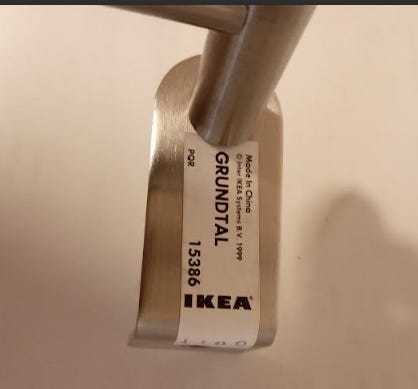 Made in China
© Inter IKEA Systems B.V. 1999
GRUNDTAL
PQR
15386
IKEA®